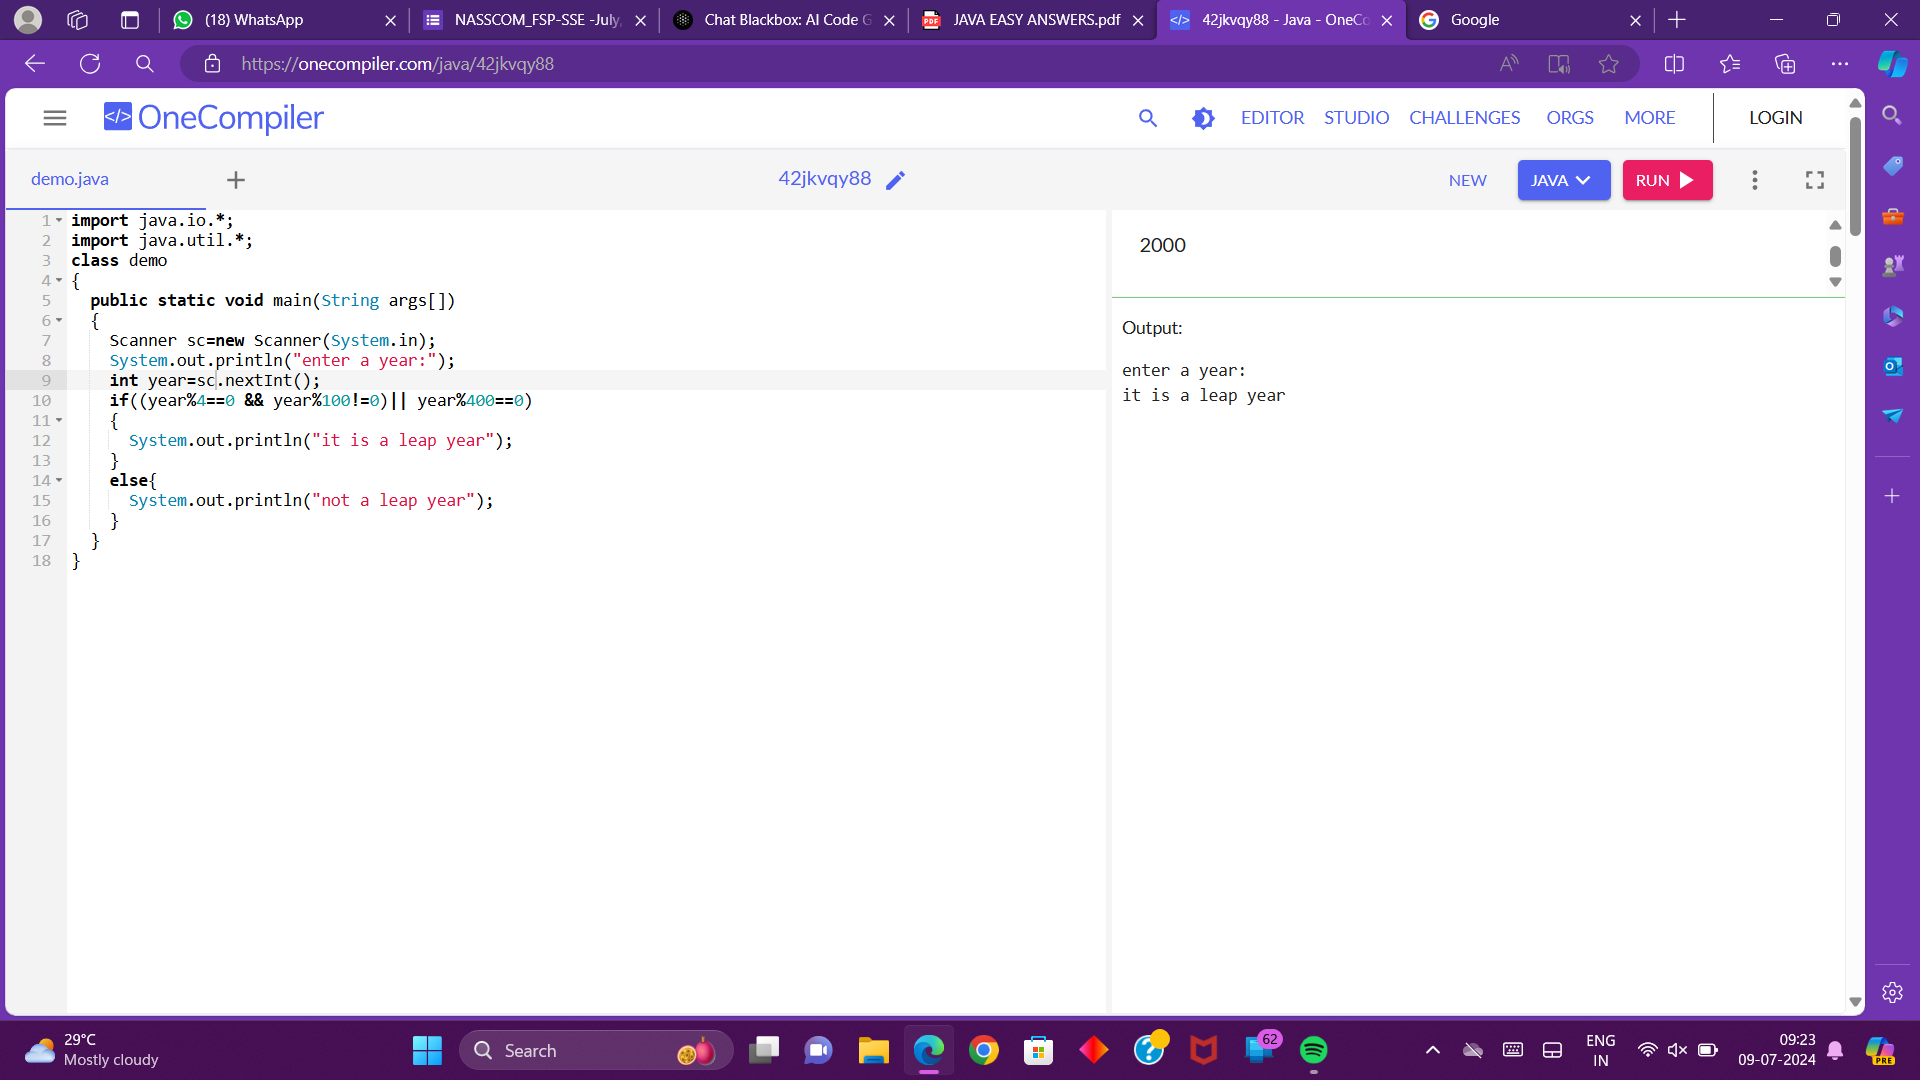 (18) WhatsApp
NASSCOM_FSP-SSE -July,
Chat Blackbox: AI Code G
PDF
JAVA EASY ANSWERS.pdf
</> 42jkvqy88 - Java - OneCo
Google
https://onecompiler.com/java/42jkvqy88
</> OneCompiler
EDITOR STUDIO CHALLENGES ORGS MORE LOGIN
demo.java
42jkvqy88
NEW JAVA RUN
1 import java.io.*;
2 import java.util.*;
3 class demo
4 {
5 public static void main(String args[])
6 {
7 Scanner sc=new Scanner(System.in);
8 System.out.println("enter a year:");
9 int year=sc.nextInt();
10 if((year%4==0 && year%100!=0)|| year%400==0)
11 {
12 System.out.println("it is a leap year");
13 }
14 else{
15 System.out.println("not a leap year");
16 }
17 }
18 }
2000
Output:
enter a year:
it is a leap year
29°C
Mostly cloudy
Search
62
ENG
IN
09:23
09-07-2024
PRE